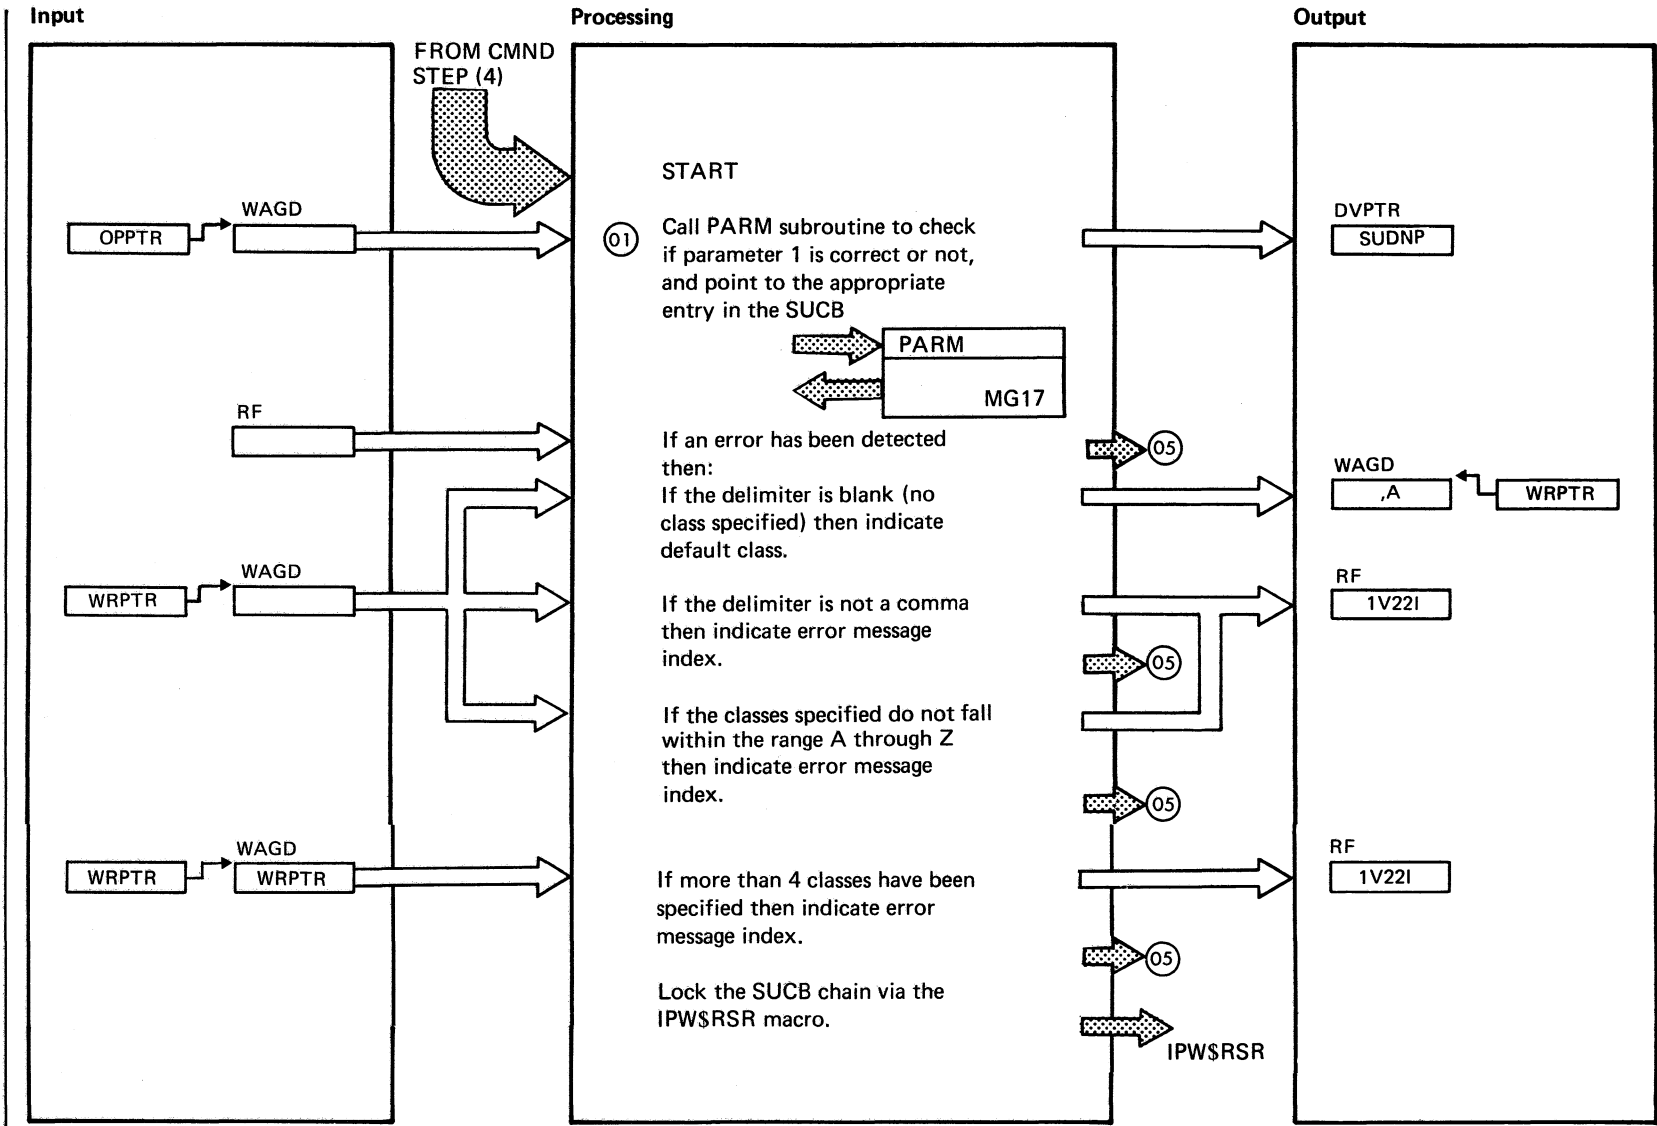 Input
Processing
Output
FROM CMND
STEP (4)
START
WAGD
OPPTR
01
Call PARM subroutine to check
if parameter 1 is correct or not,
and point to the appropriate
entry in the SUCB
DVPTR
SUDNP
PARM
MG17
RF
If an error has been detected
then:
05
If the delimiter is blank (no
class specified) then indicate
default class.
WAGD
,A
WRPTR
WAGD
WRPTR
If the delimiter is not a comma
then indicate error message
index.
05
RF
1V22I
If the classes specified do not fall
within the range A through Z
then indicate error message
index.
05
WAGD
WRPTR
WRPTR
If more than 4 classes have been
specified then indicate error
message index.
05
RF
1V22I
Lock the SUCB chain via the
IPW$RSR macro.
IPW$RSR